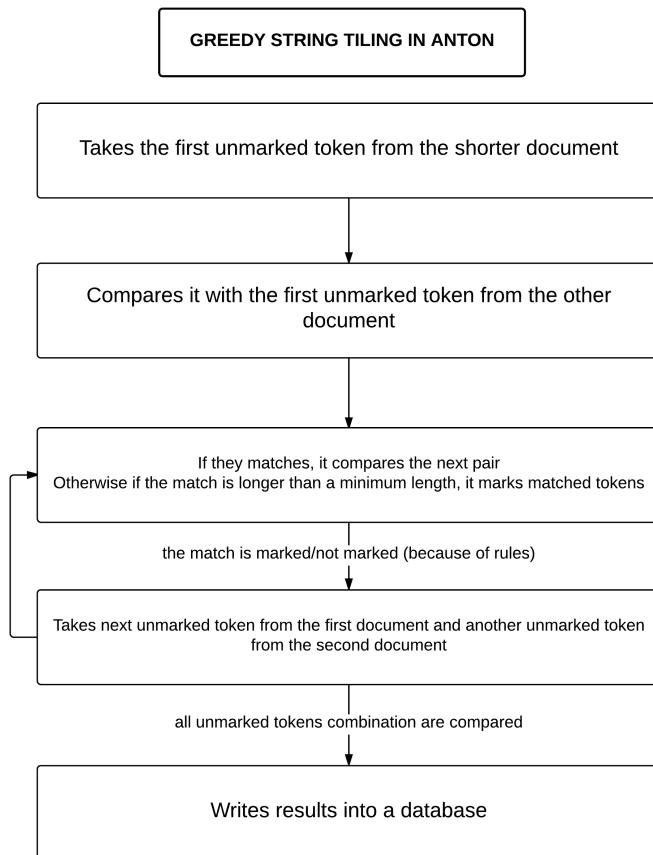 GREEDY STRING TILING IN ANTON
Takes the first unmarked token from the shorter document
Compares it with the first unmarked token from the other
document
If they matches, it compares the next pair
Otherwise if the match is longer than a minimum length, it marks matched tokens
the match is marked/not marked (because of rules)
Takes next unmarked token from the first document and another unmarked token
from the second document
all unmarked tokens combination are compared
Writes results into a database